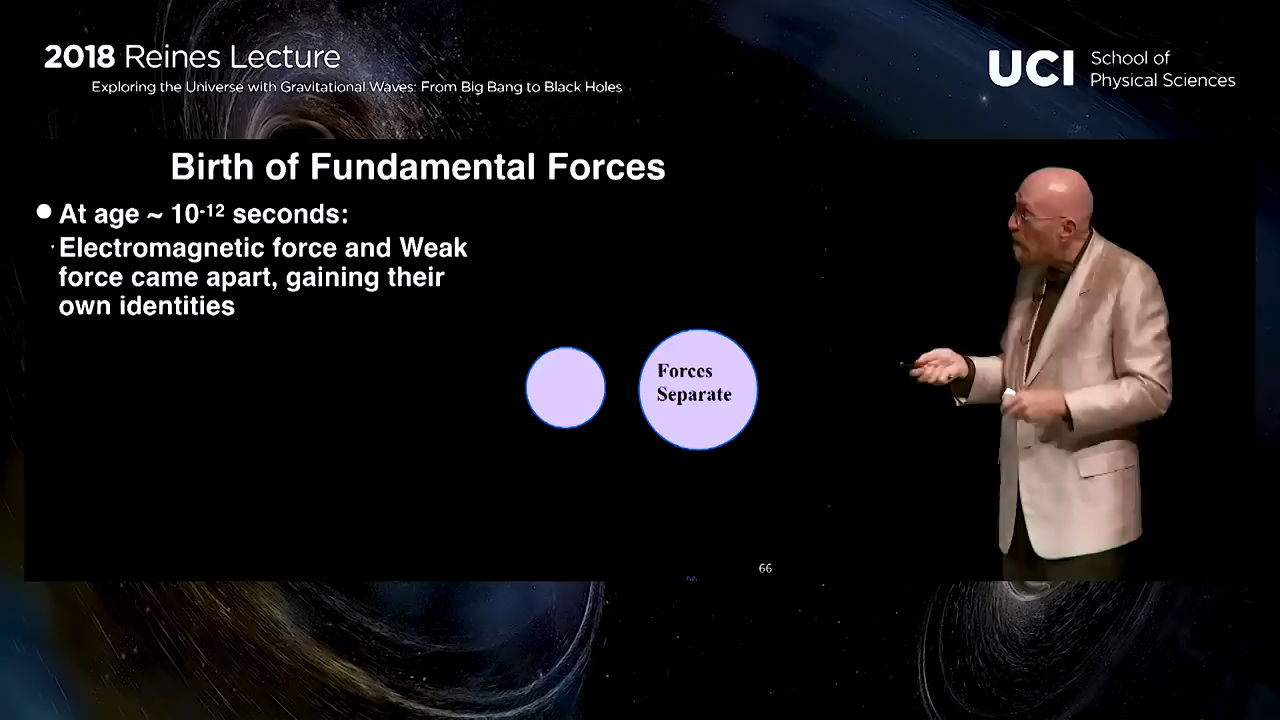 2018 Reines Lecture
Exploring the Universe with Gravitational Waves: From Big Bang to Black Holes
UCI School of
Physical Sciences
Birth of Fundamental Forces
● At age ~ 10⁻¹² seconds:
· Electromagnetic force and Weak
force came apart, gaining their
own identities
Forces
Separate
66